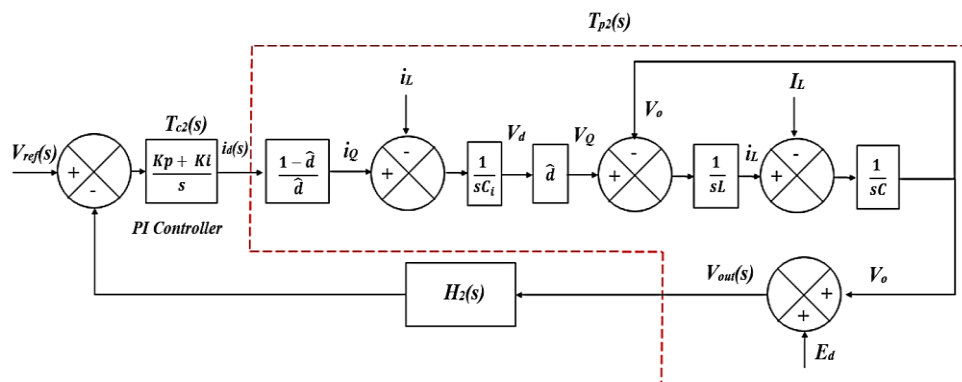 Tp2(s)
iL
IL
Vo
Tc2(s)
Vd
VQ
Vref(s)
+
-
Kp + Ki
s
id(s)
1 − d̂
d̂
iQ
+
-
1
sCi
d̂
+
-
1
sL
iL
+
-
1
sC
PI Controller
H2(s)
Vout(s)
+
+
Vo
Ed